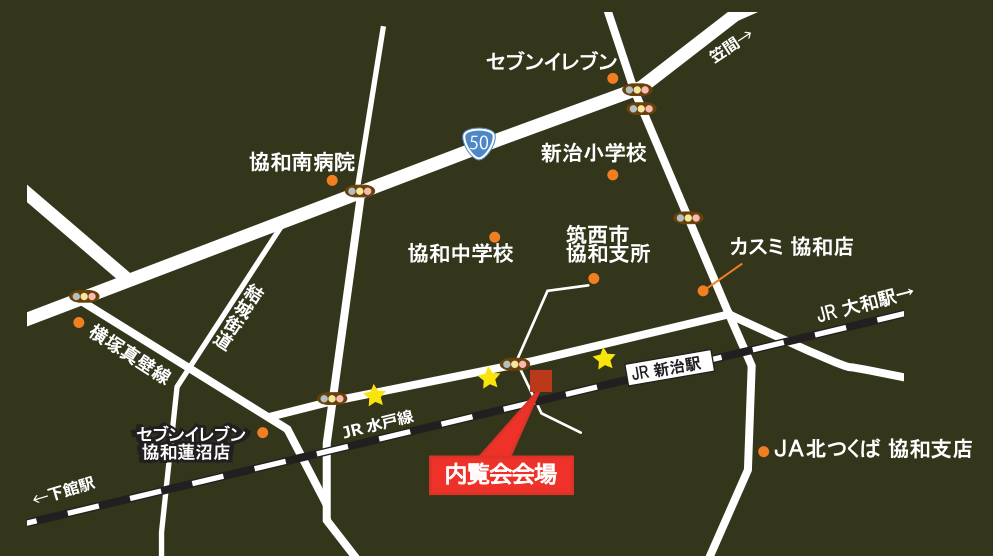 セブンイレブン
笠間→
50
新治小学校
協和南病院
筑西市
協和支所
カスミ 協和店
協和中学校
結城街道
JR 大和駅→
横塚真壁線
JR 新治駅
JR 水戸線
セブンイレブン
協和蓮沼店
JA北つくば 協和支店
内覧会会場
←下館駅